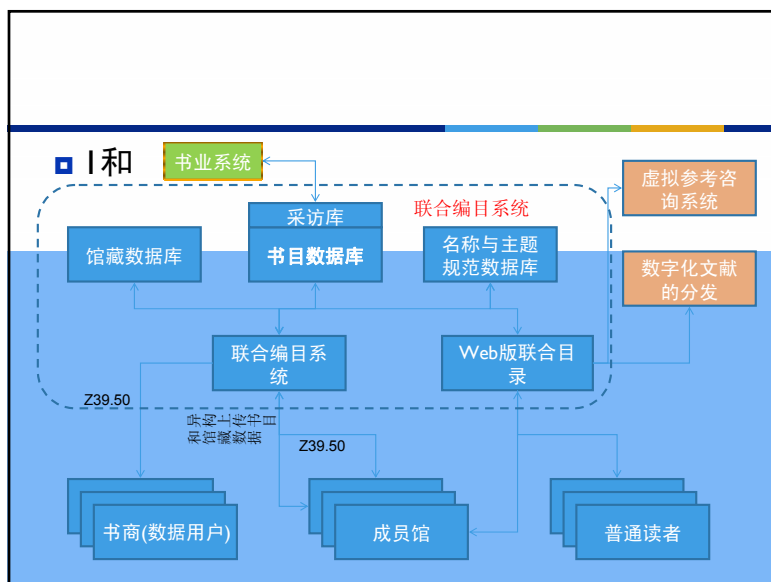 I和
书业系统
虚拟参考咨
询系统
联合编目系统
采访库
馆藏数据库
书目数据库
名称与主题
规范数据库
数字化文献
的分发
联合编目系
统
Web版联合目
录
Z39.50
异构上传书目
和馆藏数据
Z39.50
书商(数据用户)
成员馆
普通读者